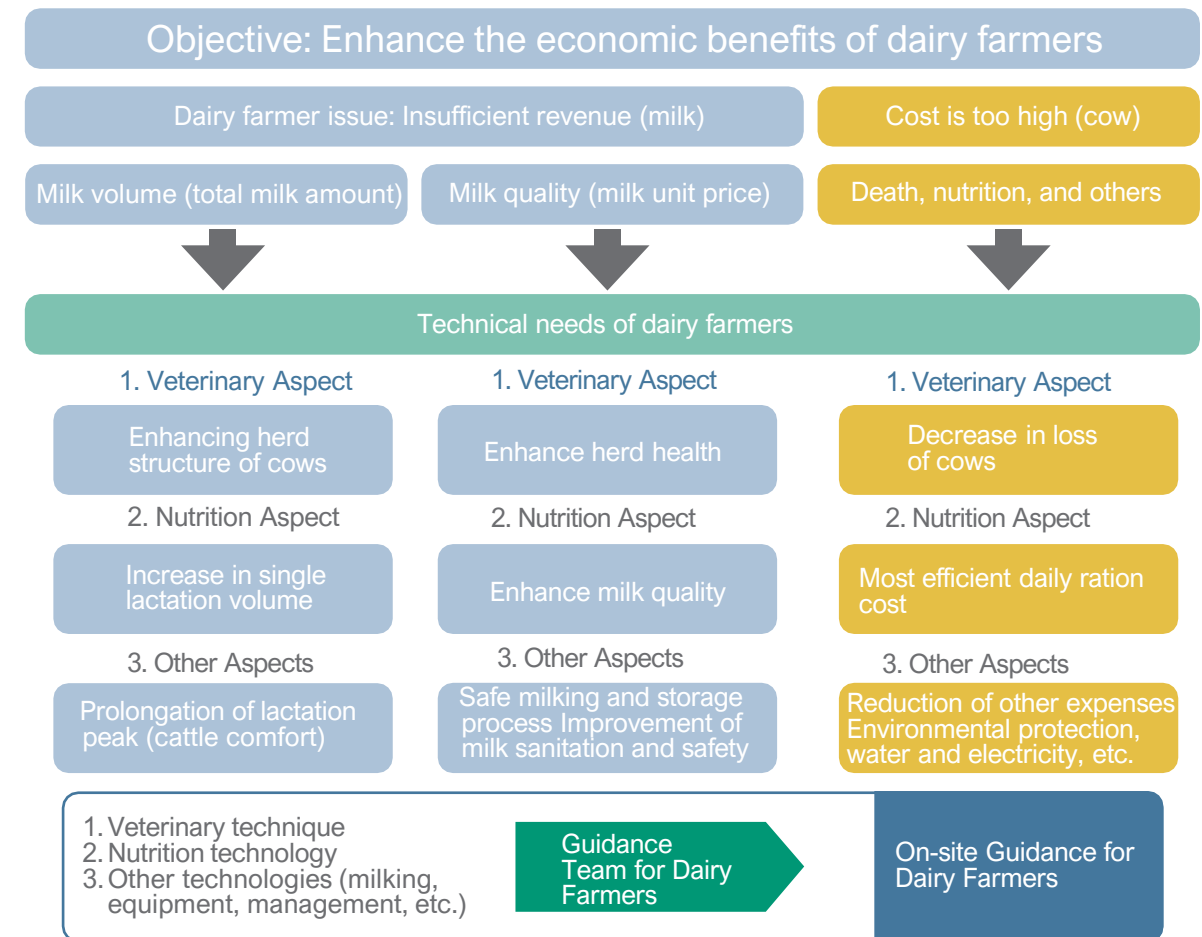 Objective: Enhance the economic benefits of dairy farmers
Dairy farmer issue: Insufficient revenue (milk)
Cost is too high (cow)
Milk volume (total milk amount)
Milk quality (milk unit price)
Death, nutrition, and others
Technical needs of dairy farmers
1. Veterinary Aspect
Enhancing herd
structure of cows
2. Nutrition Aspect
Increase in single
lactation volume
3. Other Aspects
Prolongation of lactation
peak (cattle comfort)
1. Veterinary Aspect
Enhance herd health
2. Nutrition Aspect
Enhance milk quality
3. Other Aspects
Safe milking and storage
process Improvement of
milk sanitation and safety
1. Veterinary Aspect
Decrease in loss
of cows
2. Nutrition Aspect
Most efficient daily ration
cost
3. Other Aspects
Reduction of other expenses
Environmental protection,
water and electricity, etc.
1. Veterinary technique
2. Nutrition technology
3. Other technologies (milking,
equipment, management, etc.)
Guidance
Team for Dairy
Farmers
On-site Guidance for
Dairy Farmers